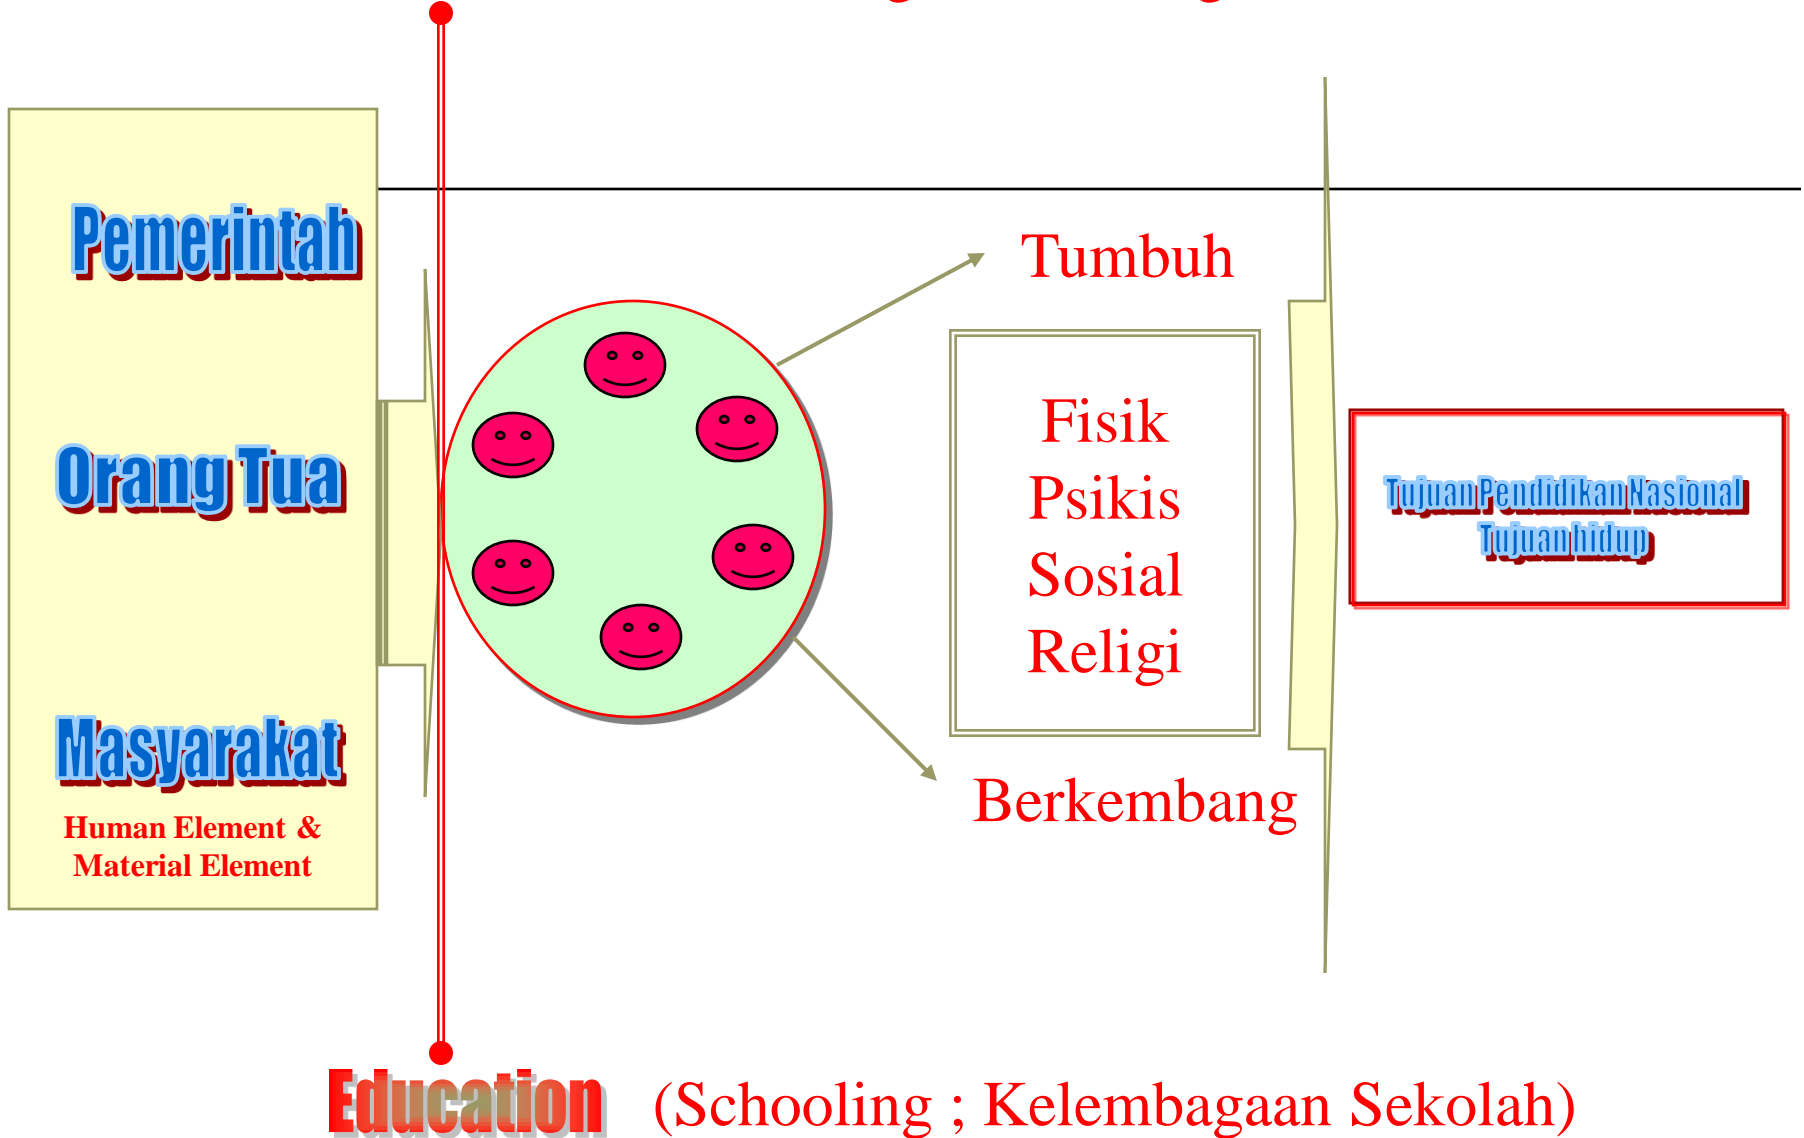 Pemerintah
Orang Tua
Masyarakat
Human Element &
Material Element
Tumbuh
Fisik
Psikis
Sosial
Religi
Berkembang
Tujuan Pendidikan Nasional
Tujuan hidup
Education (Schooling ; Kelembagaan Sekolah)